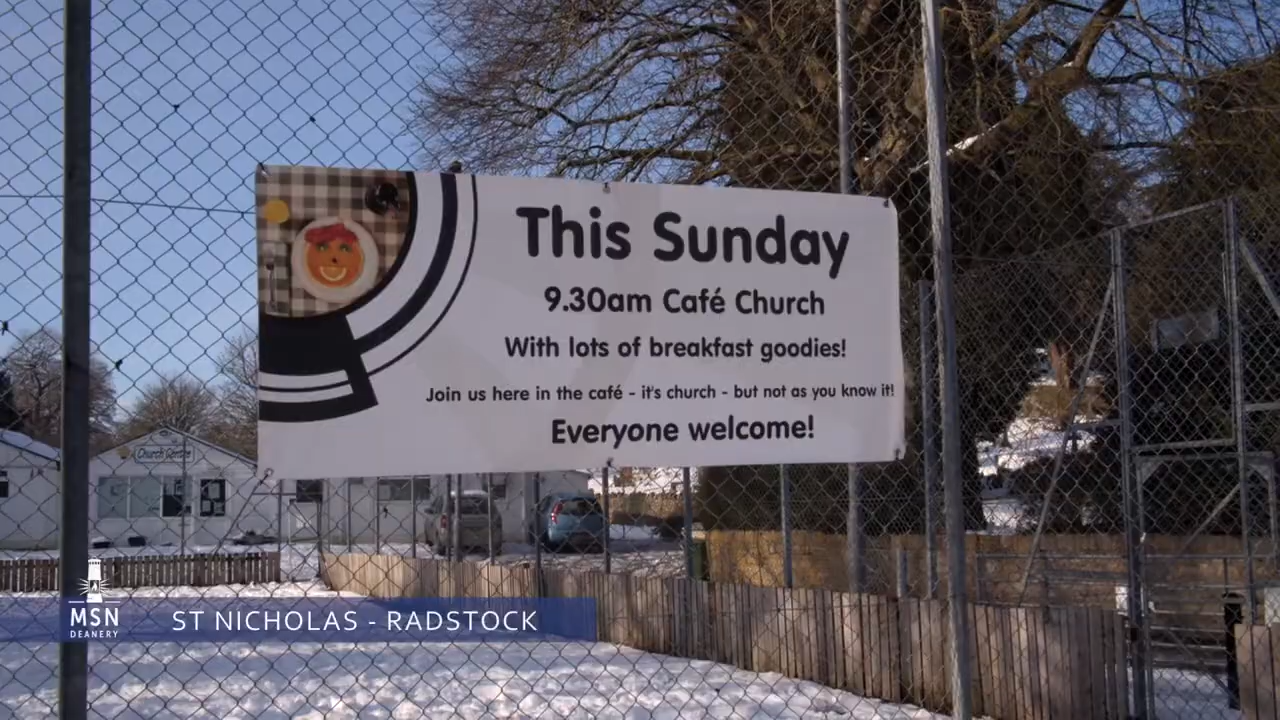 This Sunday
9.30am Café Church
With lots of breakfast goodies!
Join us here in the café - it's church - but not as you know it!
Everyone welcome!
Church Centre
MSN
DEANERY
ST NICHOLAS - RADSTOCK